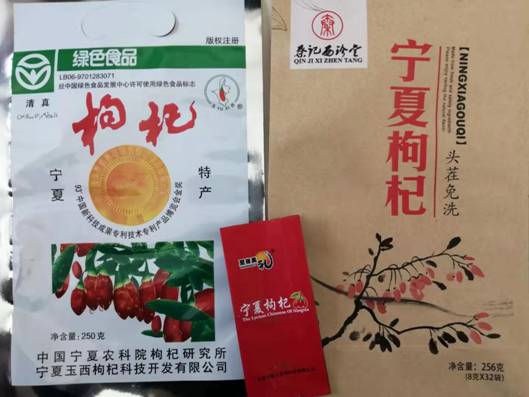 版权注册
绿色食品
LB06-9701283071
经中国绿色食品发展中心许可使用绿色食品标志
清真
枸杞
宁夏
特产
净含量:250克
中国宁夏农科院枸杞研究所
宁夏玉西枸杞科技开发有限公司
礼
宁夏枸杞
The Lycium Chinense Of Ningxia
QIN JI XI ZHEN TANG
宁夏枸杞
【NINGXIAGOUQI】
头茬免洗
净含量:256克
(8克X32袋)